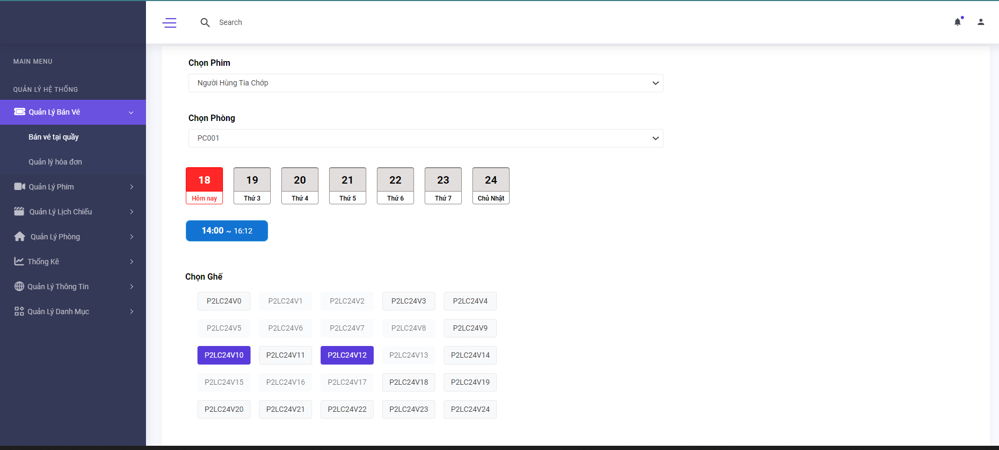 Search
MAIN MENU
QUẢN LÝ HỆ THỐNG
Quản Lý Bán Vé
Bán vé tại quầy
Quản lý hóa đơn
Quản Lý Phim
Quản Lý Lịch Chiếu
Quản Lý Phòng
Thống Kê
Quản Lý Thông Tin
Quản Lý Danh Mục
Chọn Phim
Người Hùng Tia Chớp
Chọn Phòng
PC001
18 19 20 21 22 23 24
Hôm nay Thứ 3 Thứ 4 Thứ 5 Thứ 6 Thứ 7 Chủ Nhật
14:00 ~ 16:12
Chọn Ghế
P2LC24V0 P2LC24V1 P2LC24V2 P2LC24V3 P2LC24V4
P2LC24V5 P2LC24V6 P2LC24V7 P2LC24V8 P2LC24V9
P2LC24V10 P2LC24V11 P2LC24V12 P2LC24V13 P2LC24V14
P2LC24V15 P2LC24V16 P2LC24V17 P2LC24V18 P2LC24V19
P2LC24V20 P2LC24V21 P2LC24V22 P2LC24V23 P2LC24V24